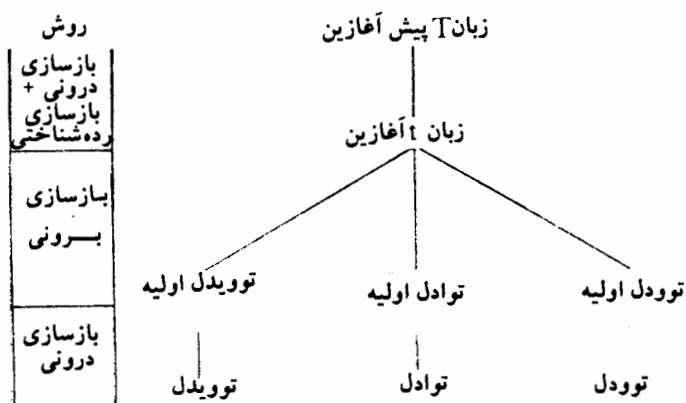 روش
زبان T پیش آغازین
بازسازی
درونی +
بازسازی
رده‌شناختی
زبان t آغازین
بازسازی
بـــرونی
توودل اولیه
توادل اولیه
توویدل اولیه
بازسازی
درونی
توودل
توادل
توویدل